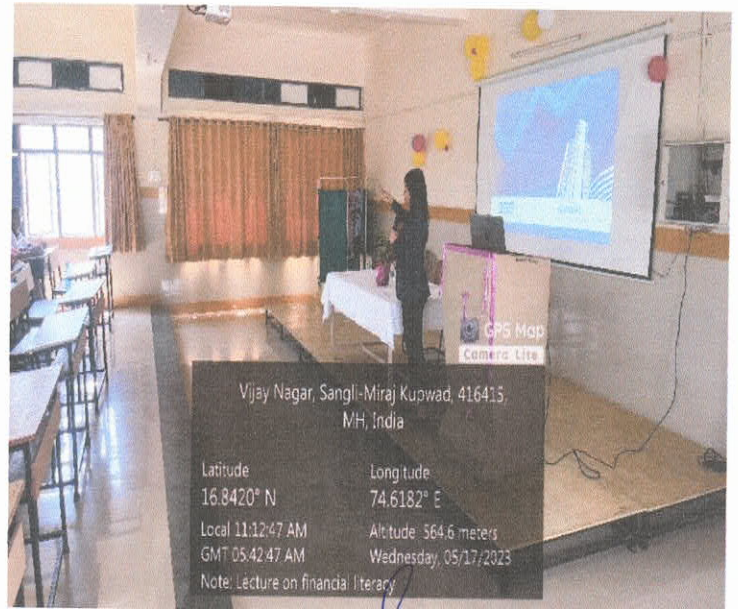 GPS Map
Camera Lite
Vijay Nagar, Sangli-Miraj Kupwad, 416415,
MH, India
Latitude
Longitude
16.8420° N
74.6182° E
Local 11:12:47 AM
Altitude 564.6 meters
GMT 05:42:47 AM
Wednesday, 05/17/2023
Note: Lecture on financial literacy